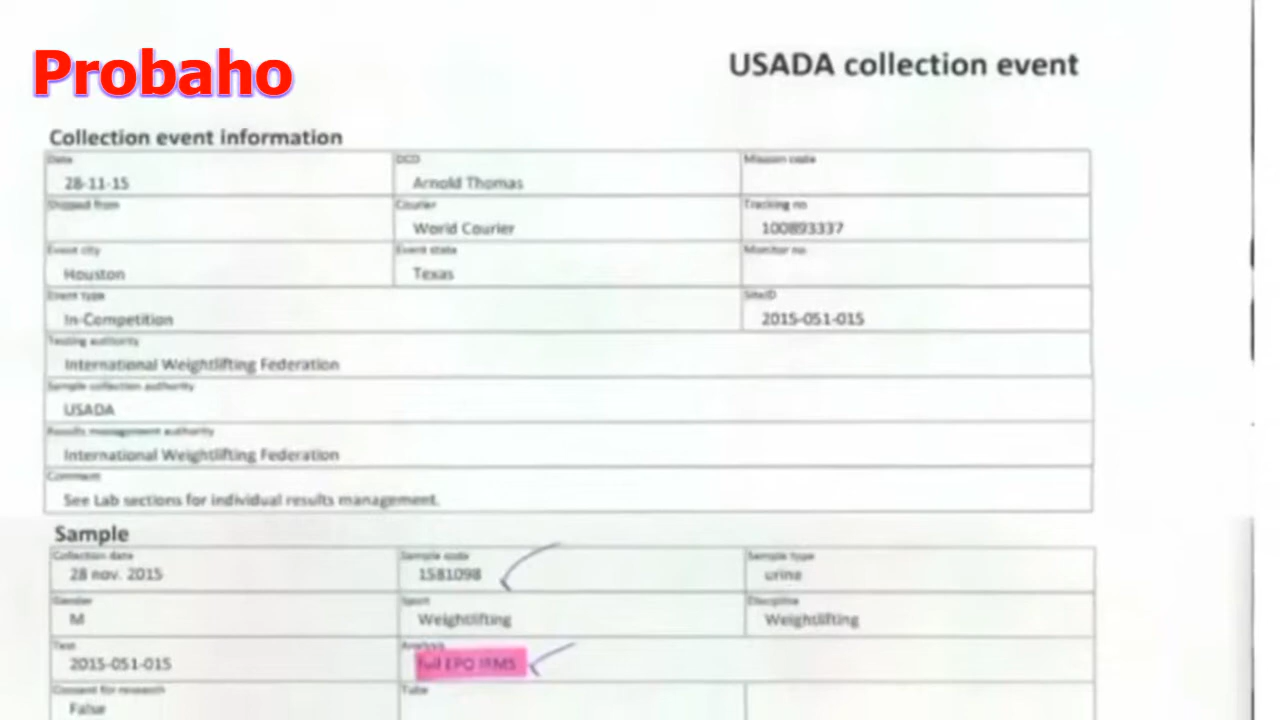 Probaho
USADA collection event
Collection event information
Date DCO Mission code
28-11-15 Arnold Thomas
Shipped from Courier Tracking no
World Courier 100893337
Event city Event state Monitor no
Houston Texas
Event type SiteID
In-Competition 2015-051-015
Testing authority
International Weightlifting Federation
Sample collection authority
USADA
Results management authority
International Weightlifting Federation
Comment
See Lab sections for individual results management.
Sample
Collection date Sample code Sample type
28 nov. 2015 1581098 urine
Gender Sport Discipline
M Weightlifting Weightlifting
Test Analysis
2015-051-015 Full EPO IRMS
Consent for research Tube
False